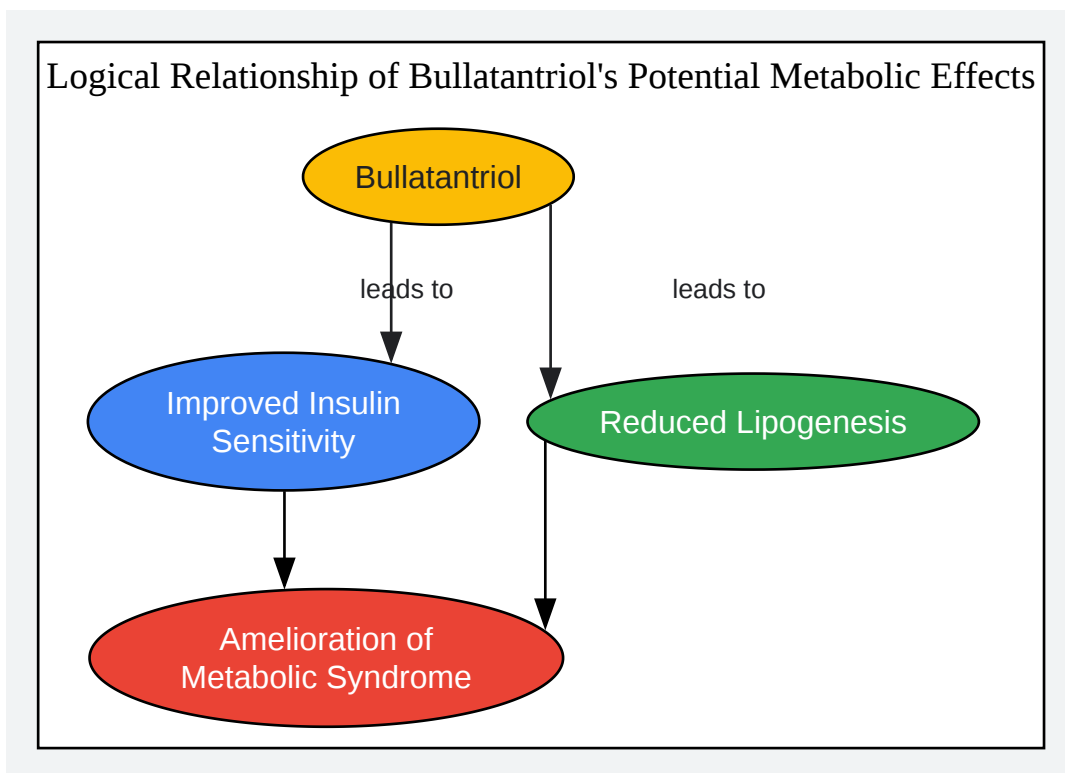 Logical Relationship of Bullatantriol's Potential Metabolic Effects
Bullatantriol
leads to
leads to
Improved Insulin
Sensitivity
Reduced Lipogenesis
Amelioration of
Metabolic Syndrome